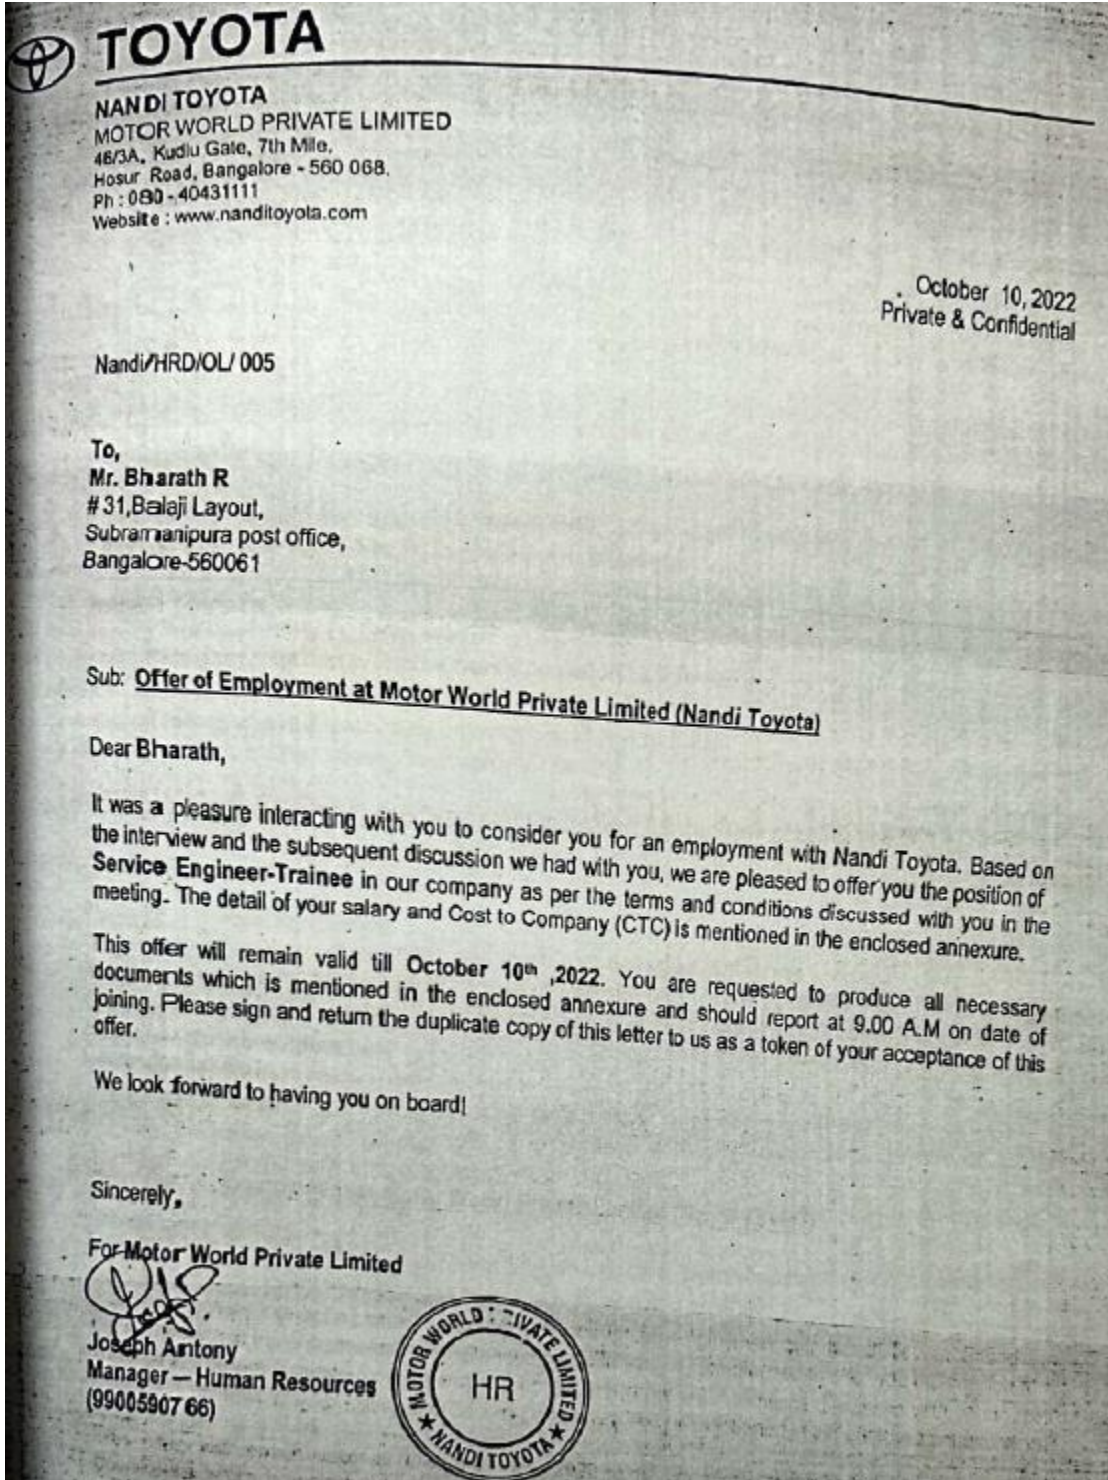 TOYOTA
NANDI TOYOTA
MOTOR WORLD PRIVATE LIMITED
46/3A, Kudlu Gate, 7th Mile,
Hosur Road, Bangalore - 560 068.
Ph : 080 - 40431111
Website : www.nanditoyota.com
October 10, 2022
Private & Confidential
Nandi/HRD/OL/ 005
To,
Mr. Bharath R
# 31,Balaji Layout,
Subramanipura post office,
Bangalore-560061
Sub: Offer of Employment at Motor World Private Limited (Nandi Toyota)
Dear Bharath,
It was a pleasure interacting with you to consider you for an employment with Nandi Toyota. Based on
the interview and the subsequent discussion we had with you, we are pleased to offer you the position of
Service Engineer-Trainee in our company as per the terms and conditions discussed with you in the
meeting. The detail of your salary and Cost to Company (CTC) is mentioned in the enclosed annexure.
This offer will remain valid till October 10th ,2022. You are requested to produce all necessary
documents which is mentioned in the enclosed annexure and should report at 9.00 A.M on date of
joining. Please sign and return the duplicate copy of this letter to us as a token of your acceptance of this
offer.
We look forward to having you on board!
Sincerely,
For Motor World Private Limited
Joseph Antony
Manager – Human Resources
(99005907 66)
MOTOR WORLD PRIVATE LIMITED
HR
NANDI TOYOTA